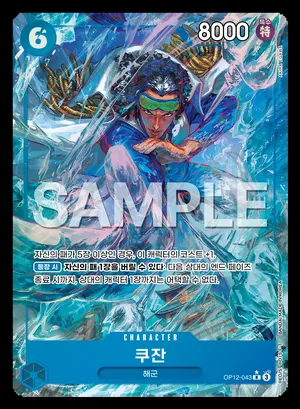 6
8000
특수
特
SAMPLE
자신의 패가 5장 이상인 경우, 이 캐릭터의 코스트 +1.
등장 시 자신의 패 1장을 버릴 수 있다: 다음 상대의 엔드 페이즈
종료 시까지, 상대의 캐릭터 1장까지는 어택할 수 없다.
CHARACTER
쿠잔
해군
OP12-043 R 3